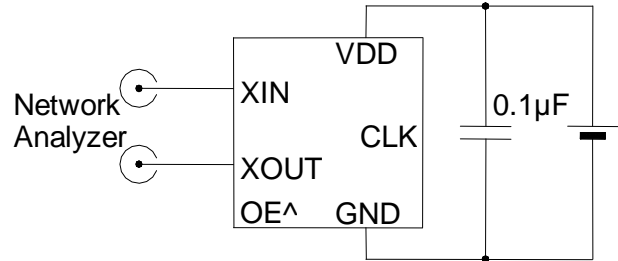 VDD
XIN
Network
Analyzer
0.1µF
CLK
XOUT
OE^
GND